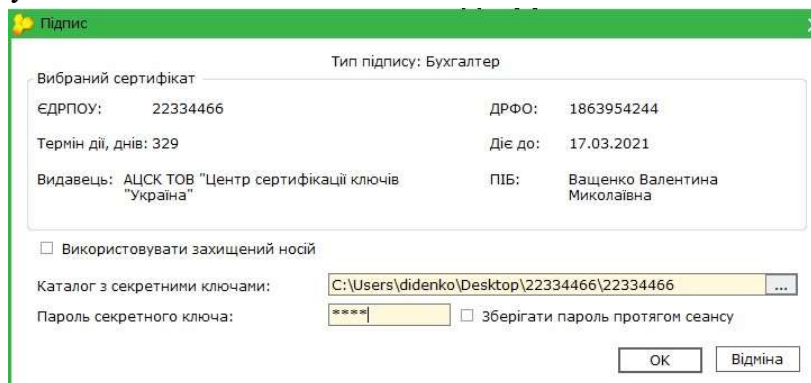 Підпис
Тип підпису: Бухгалтер
Вибраний сертифікат
ЄДРПОУ: 22334466 ДРФО: 1863954244
Термін дії, днів: 329 Діє до: 17.03.2021
Видавець: АЦСК ТОВ "Центр сертифікації ключів ПІБ: Ващенко Валентина
"Україна" Миколаївна
Використовувати захищений носій
Каталог з секретними ключами: C:\Users\didenko\Desktop\22334466\22334466 ...
Пароль секретного ключа: **** Зберігати пароль протягом сеансу
OK Відміна